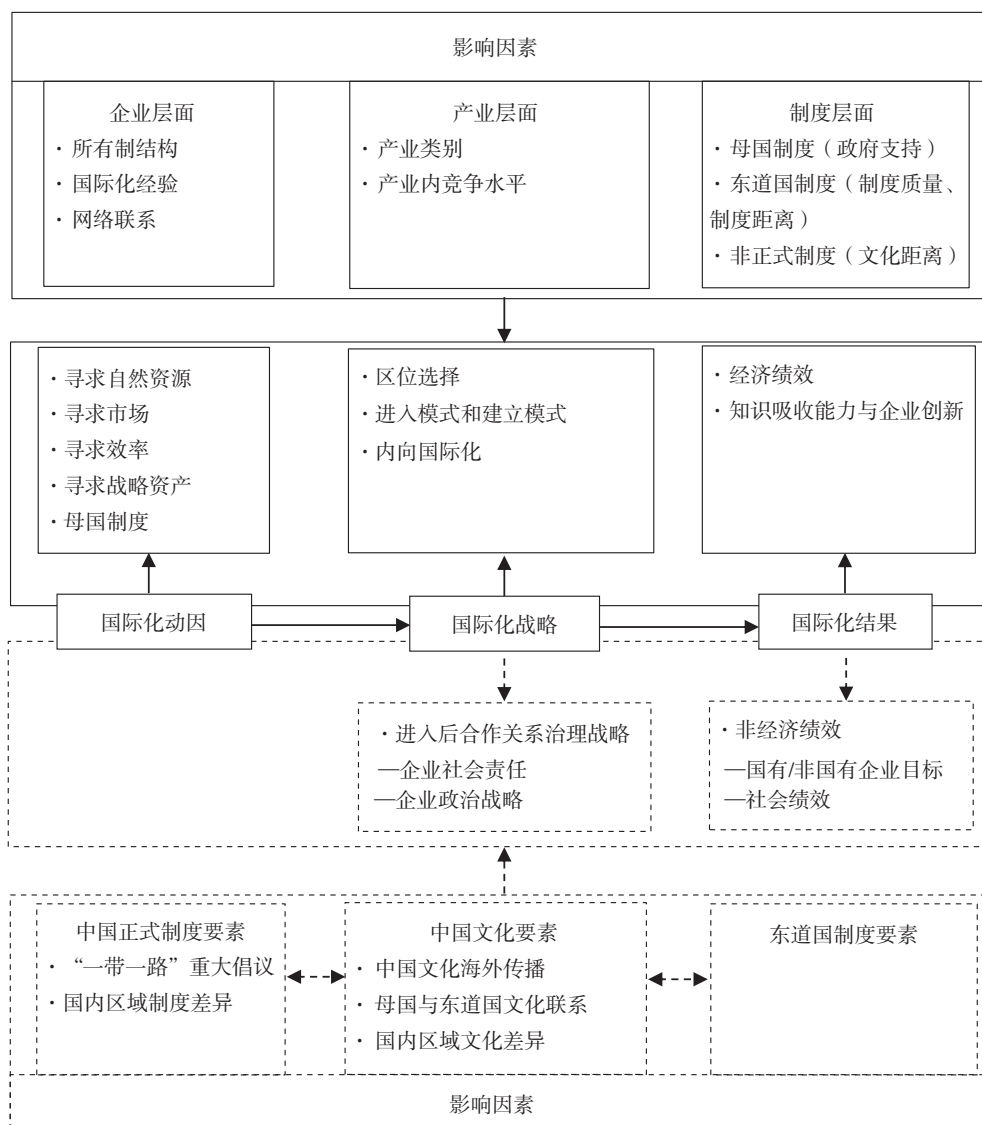 影响因素
企业层面
· 所有制结构
· 国际化经验
· 网络联系
产业层面
· 产业类别
· 产业内竞争水平
制度层面
· 母国制度（政府支持）
· 东道国制度（制度质量、
制度距离）
· 非正式制度（文化距离）
· 寻求自然资源
· 寻求市场
· 寻求效率
· 寻求战略资产
· 母国制度
· 区位选择
· 进入模式和建立模式
· 内向国际化
· 经济绩效
· 知识吸收能力与企业创新
国际化动因
国际化战略
国际化结果
· 进入后合作关系治理战略
—企业社会责任
—企业政治战略
· 非经济绩效
—国有/非国有企业目标
—社会绩效
中国正式制度要素
· “一带一路”重大倡议
· 国内区域制度差异
中国文化要素
· 中国文化海外传播
· 母国与东道国文化联系
· 国内区域文化差异
东道国制度要素
影响因素